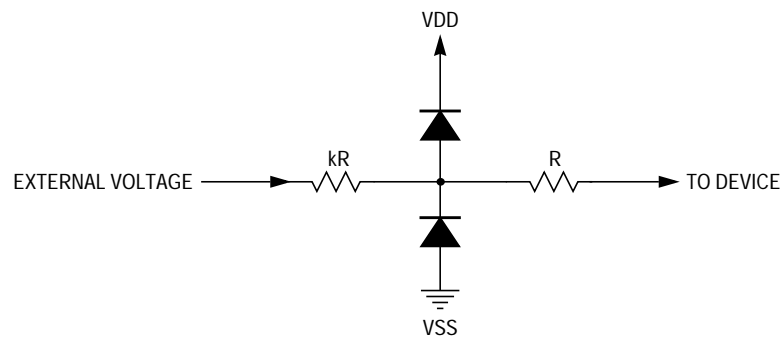 VDD
kR
R
EXTERNAL VOLTAGE
TO DEVICE
VSS